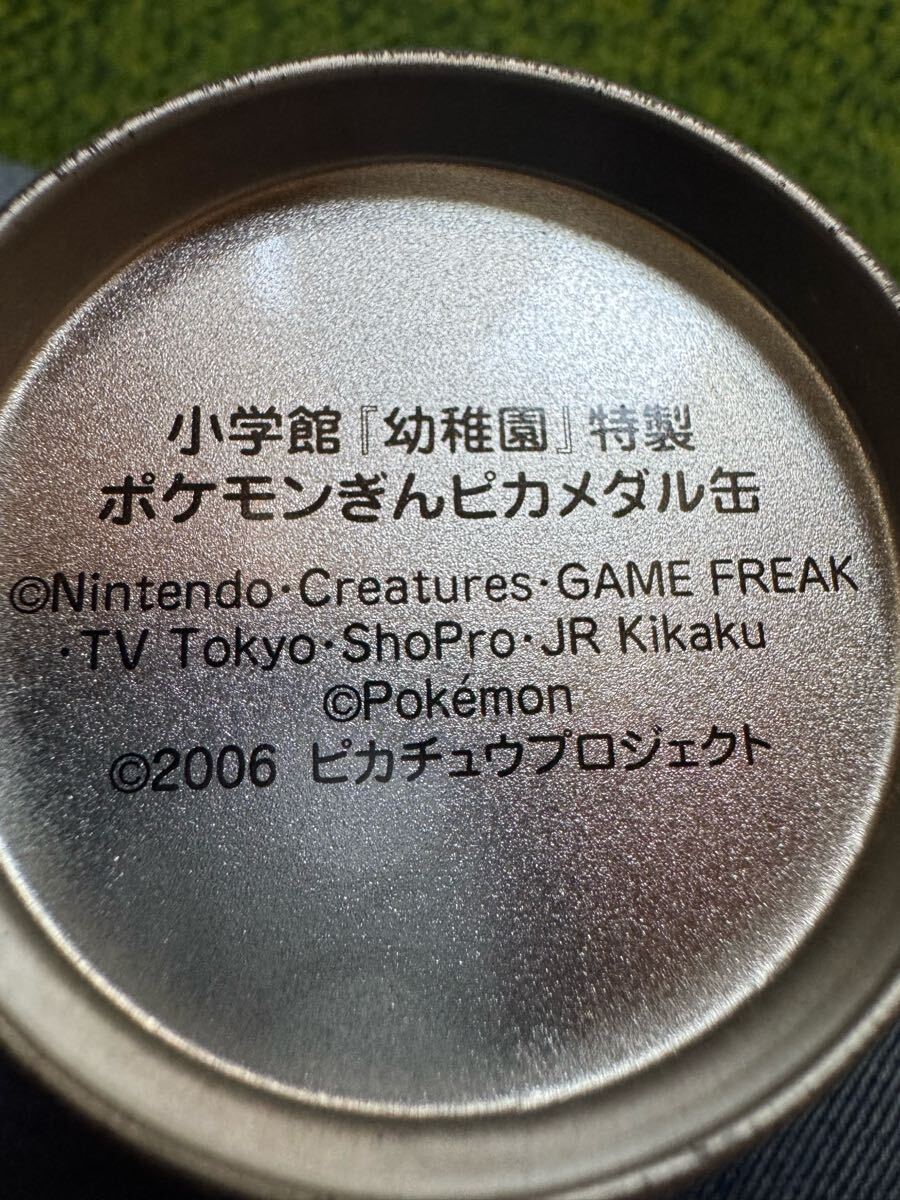 小学館『幼稚園』特製
ポケモンぎんピカメダル缶
©Nintendo・Creatures・GAME FREAK
・TV Tokyo・ShoPro・JR Kikaku
©Pokémon
©2006 ピカチュウプロジェクト